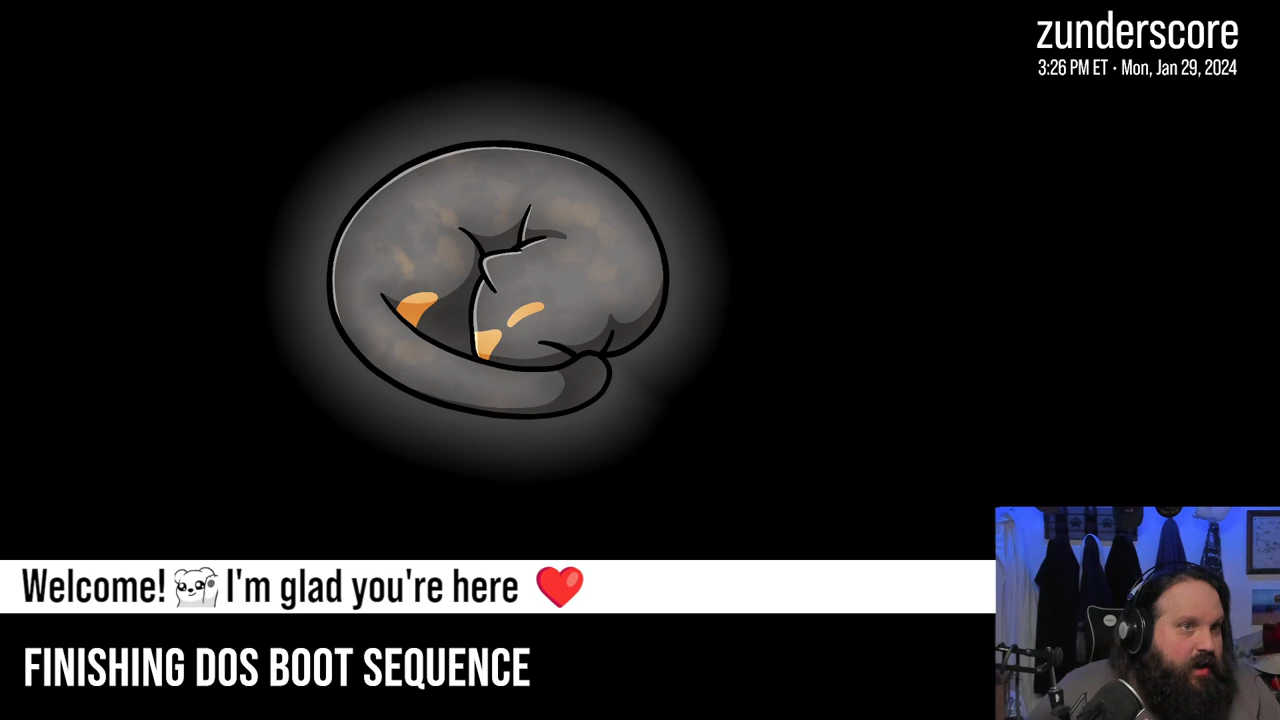 zunderscore
3:26 PM ET · Mon, Jan 29, 2024
Welcome! I'm glad you're here
FINISHING DOS BOOT SEQUENCE